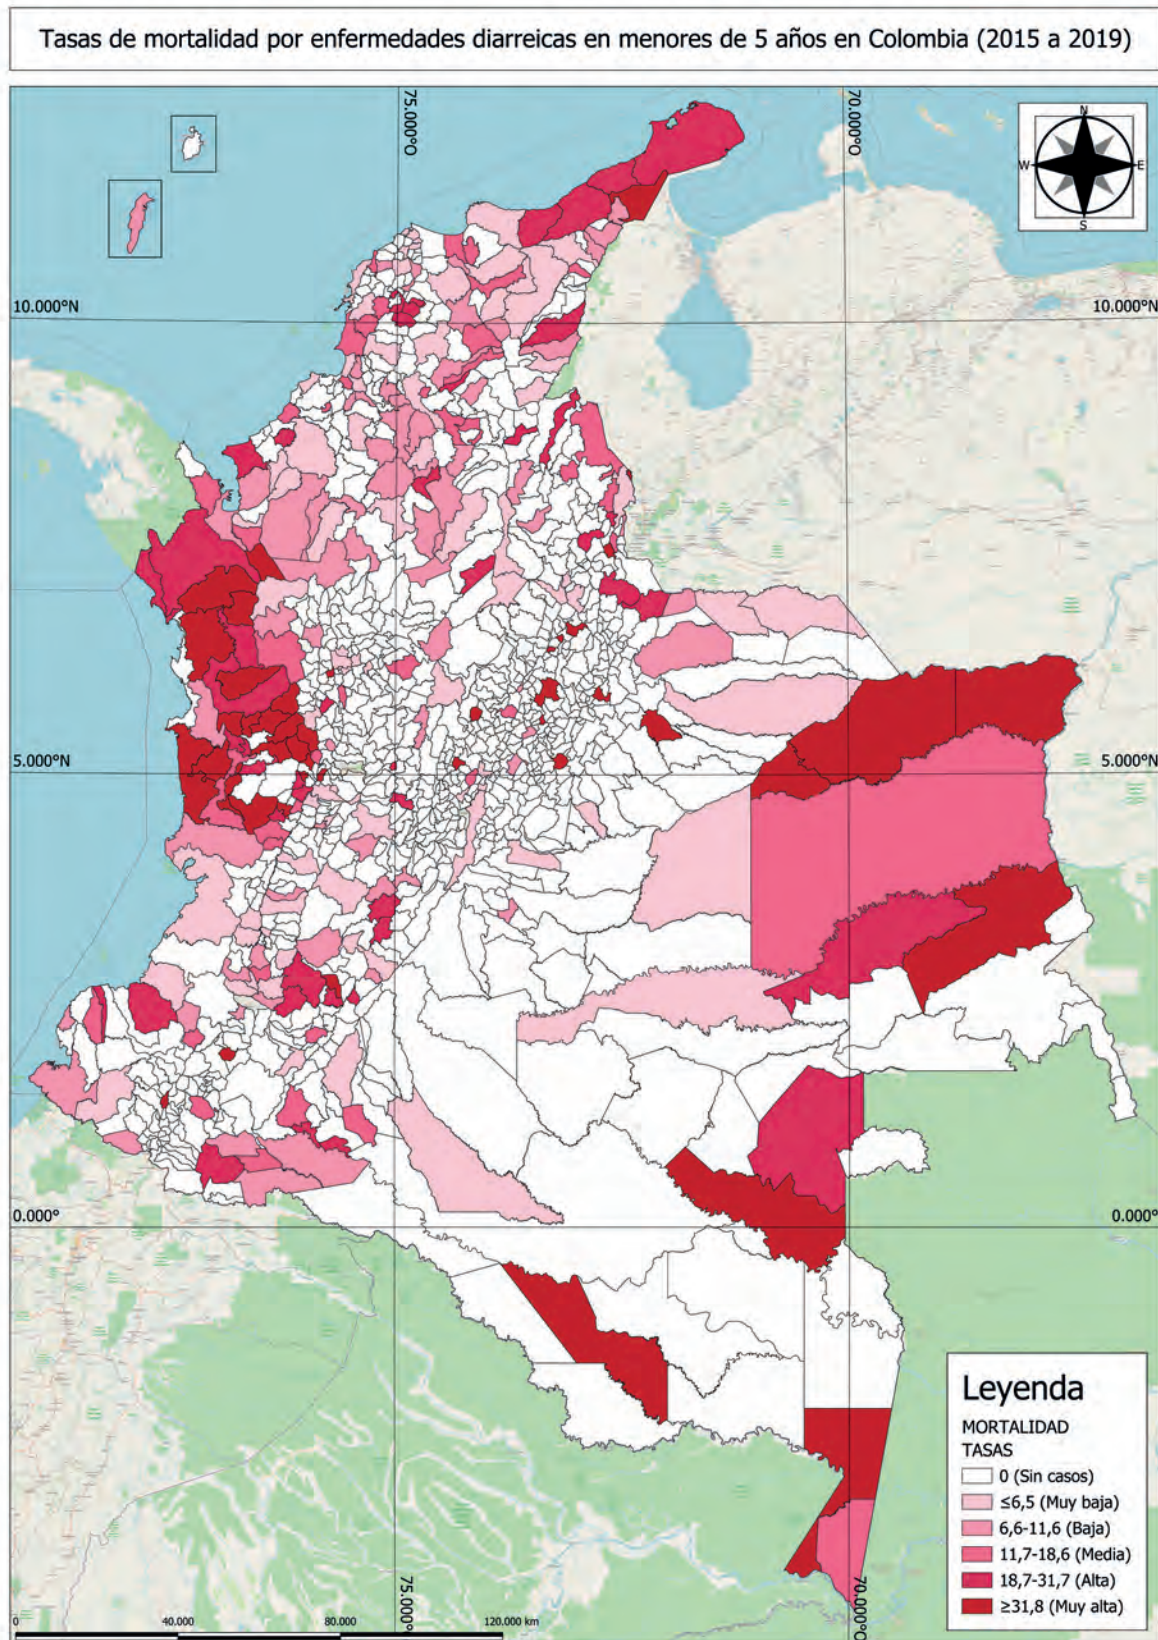 Tasas de mortalidad por enfermedades diarreicas en menores de 5 años en Colombia (2015 a 2019)
75.000°O
70.000°O
N
W
E
S
10.000°N
10.000°N
5.000°N
5.000°N
0.000°
0.000°
75.000°O
70.000°O
Leyenda
MORTALIDAD
TASAS
0 (Sin casos)
≤6,5 (Muy baja)
6,6-11,6 (Baja)
11,7-18,6 (Media)
18,7-31,7 (Alta)
≥31,8 (Muy alta)
0
40.000
80.000
120.000 km